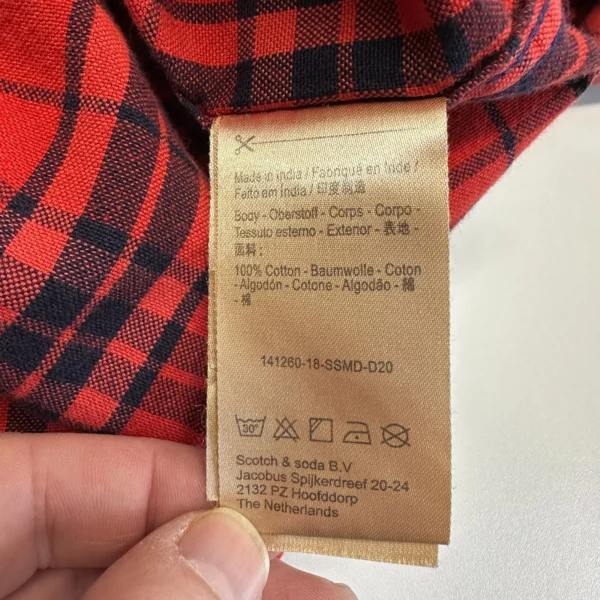 Made in India / Fabriqué en Inde /
Feito em Índia / 印度制造
Body - Oberstoff - Corps - Corpo -
Tessuto esterno - Exterior - 表地 -
面料:
100% Cotton - Baumwolle - Coton
- Algodón - Cotone - Algodão - 綿
- 棉
141260-18-SSMD-D20
30°
Scotch & soda B.V
Jacobus Spijkerdreef 20-24
2132 PZ Hoofddorp
The Netherlands